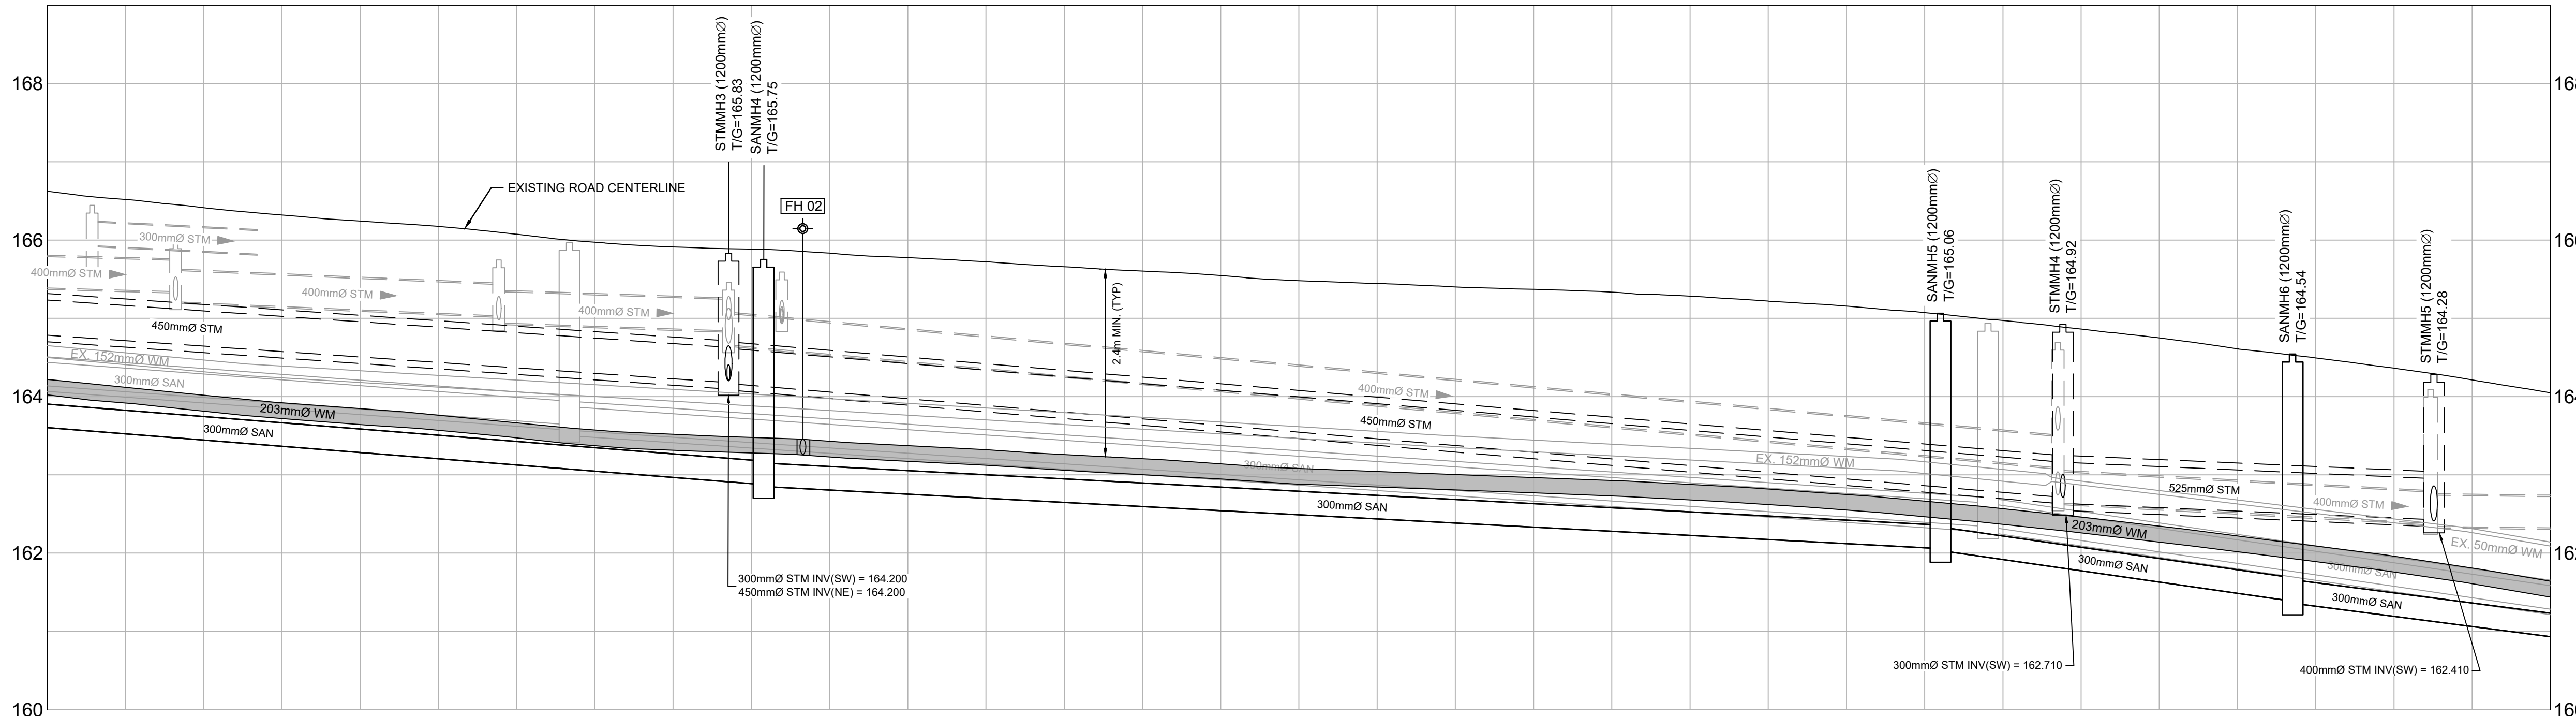 168
166
164
162
160
STMMH3 (1200mmØ)
T/G=165.83
SANMH4 (1200mmØ)
T/G=165.75
FH 02
EXISTING ROAD CENTERLINE
300mmØ STM
400mmØ STM
400mmØ STM
400mmØ STM
450mmØ STM
EX. 152mmØ WM
300mmØ SAN
203mmØ WM
300mmØ SAN
300mmØ STM INV(SW) = 164.200
450mmØ STM INV(NE) = 164.200
2.4m MIN. (TYP)
400mmØ STM
450mmØ STM
300mmØ SAN
300mmØ SAN
EX. 152mmØ WM
SANMH5 (1200mmØ)
T/G=165.06
STMMH4 (1200mmØ)
T/G=164.92
SANMH6 (1200mmØ)
T/G=164.54
STMMH5 (1200mmØ)
T/G=164.28
525mmØ STM
400mmØ STM
203mmØ WM
EX. 50mmØ WM
300mmØ SAN
300mmØ SAN
300mmØ SAN
300mmØ STM INV(SW) = 162.710
400mmØ STM INV(SW) = 162.410